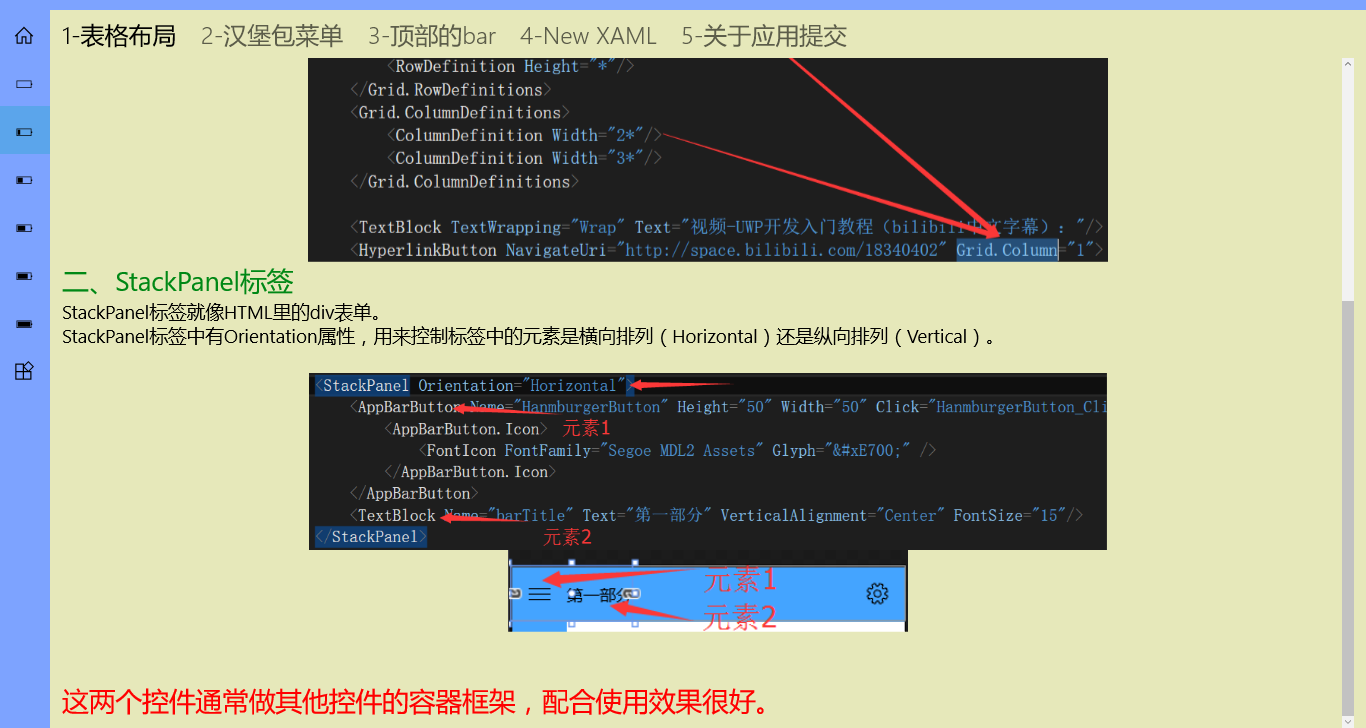 1-表格布局 2-汉堡包菜单 3-顶部的bar 4-New XAML 5-关于应用提交
<RowDefinition Height="*"/>
</Grid.RowDefinitions>
<Grid.ColumnDefinitions>
<ColumnDefinition Width="2*"/>
<ColumnDefinition Width="3*"/>
</Grid.ColumnDefinitions>
<TextBlock TextWrapping="Wrap" Text="视频-UWP开发入门教程（bilibili中文字幕）："/>
<HyperlinkButton NavigateUri="http://space.bilibili.com/18340402" Grid.Column="1">
二、StackPanel标签
StackPanel标签就像HTML里的div表单。
StackPanel标签中有Orientation属性，用来控制标签中的元素是横向排列（Horizontal）还是纵向排列（Vertical）。
<StackPanel Orientation="Horizontal">
<AppBarButton Name="HanmburgerButton" Height="50" Width="50" Click="HanmburgerButton_Cli
<AppBarButton.Icon> 元素1
<FontIcon FontFamily="Segoe MDL2 Assets" Glyph="&#xE700;" />
</AppBarButton.Icon>
</AppBarButton>
<TextBlock Name="barTitle" Text="第一部分" VerticalAlignment="Center" FontSize="15"/>
</StackPanel> 元素2
元素1
第一部分
元素2
这两个控件通常做其他控件的容器框架，配合使用效果很好。